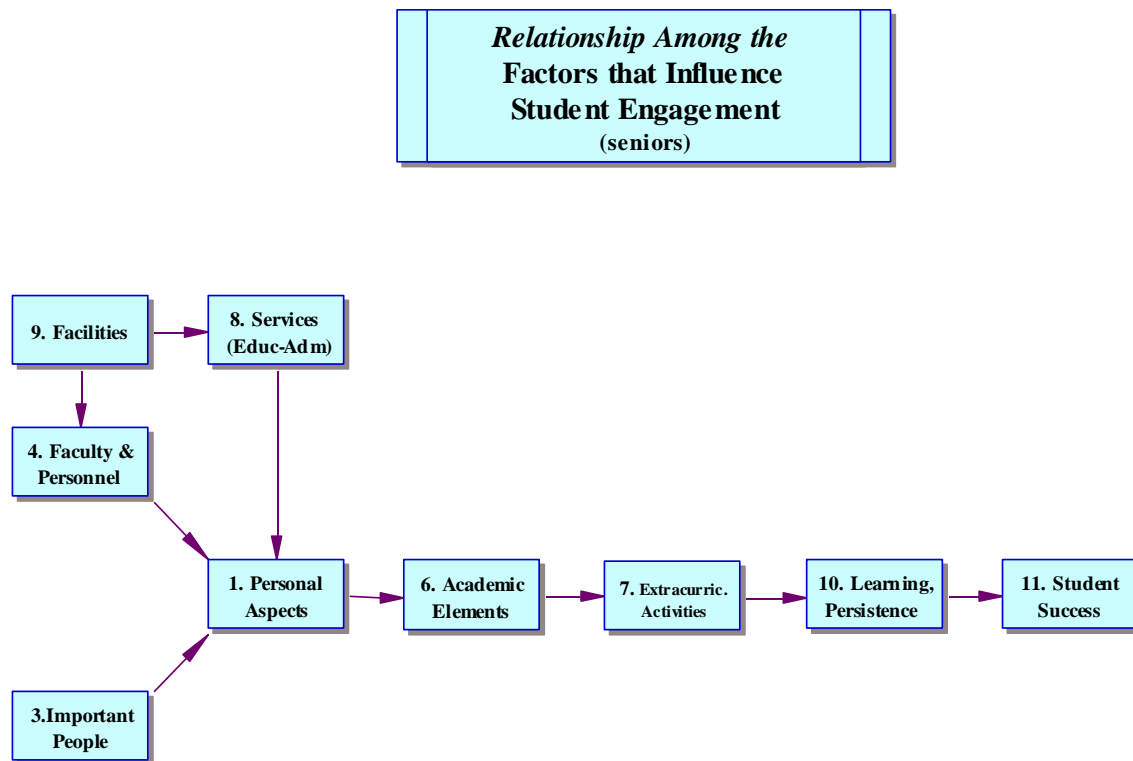 Relationship Among the
Factors that Influence
Student Engagement
(seniors)
9. Facilities
8. Services
(Educ-Adm)
4. Faculty &
Personnel
1. Personal
Aspects
6. Academic
Elements
7. Extracurric.
Activities
10. Learning,
Persistence
11. Student
Success
3.Important
People